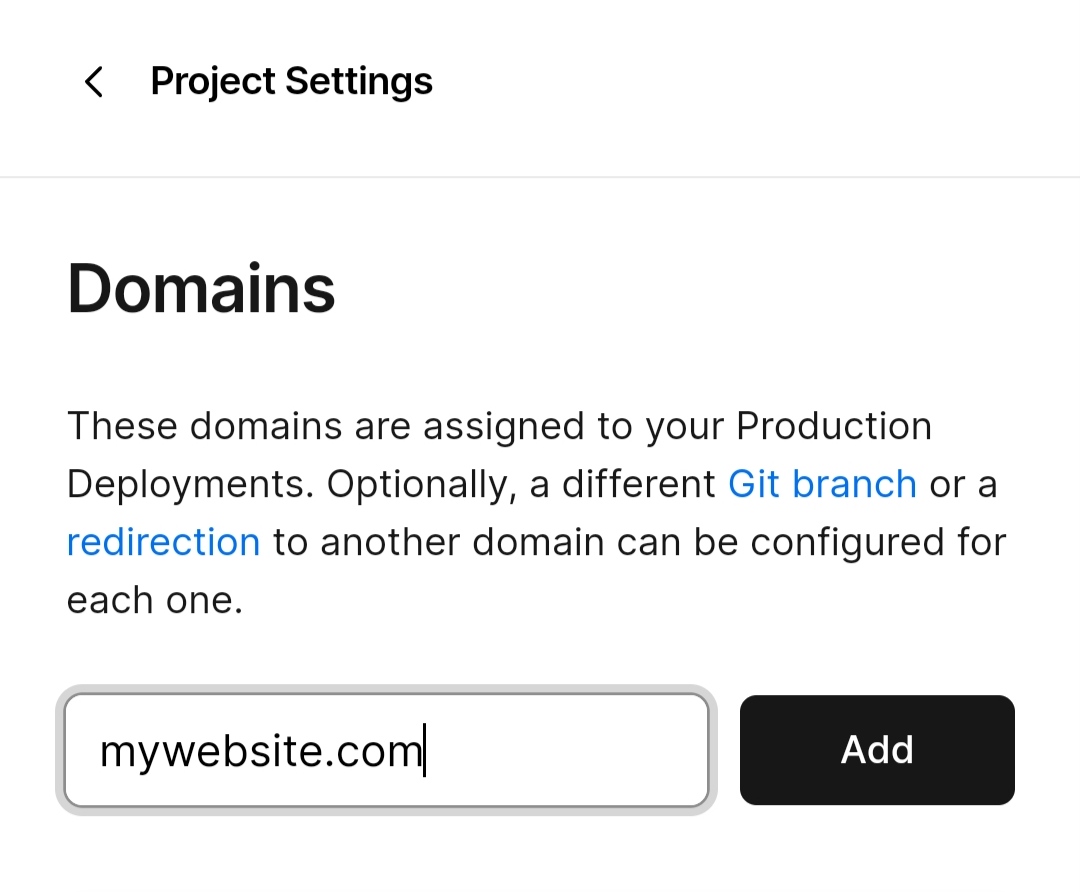 Project Settings
Domains
These domains are assigned to your Production
Deployments. Optionally, a different Git branch or a
redirection to another domain can be configured for
each one.
mywebsite.com
Add